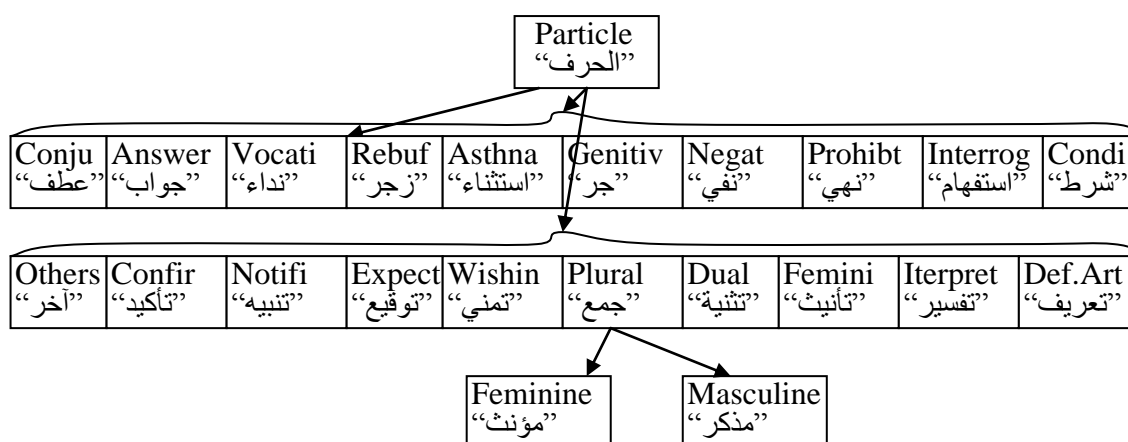 Particle
“الحرف”
Conju Answer Vocati Rebuf Asthna Genitiv Negat Prohibt Interrog Condi
“عطف” “جواب” “نداء” “زجر” “استثناء” “جر” “نفي” “نهي” “استفهام” “شرط”
Others Confir Notifi Expect Wishin Plural Dual Femini Iterpret Def.Art
“آخر” “تأكيد” “تنبيه” “توقيع” “تمني” “جمع” “تثنية” “تأنيث” “تفسير” “تعريف”
Feminine Masculine
“مؤنث” “مذكر”